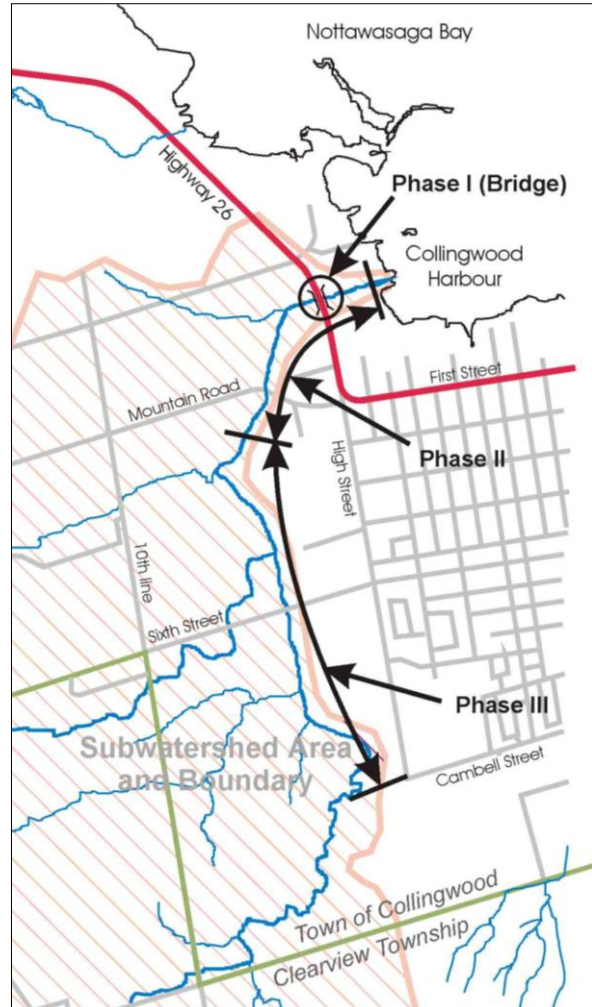 Nottawasaga Bay
Highway 26
Phase I (Bridge)
Collingwood
Harbour
First Street
Mountain Road
Phase II
High Street
10th line
Sixth Street
Phase III
Subwatershed Area
and Boundary
Cambell Street
Town of Collingwood
Clearview Township